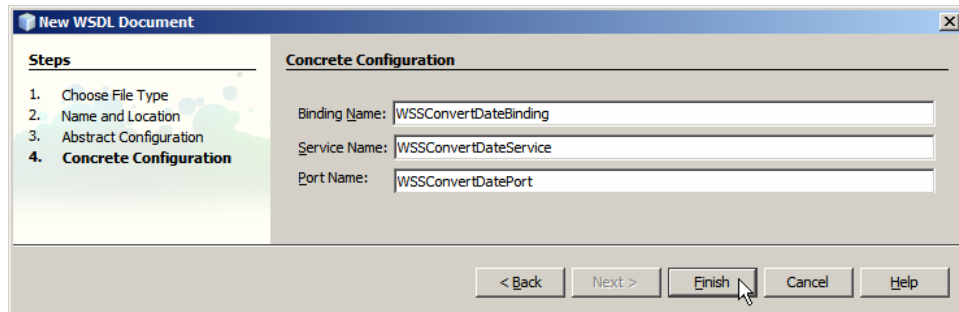 New WSDL Document
Steps
1. Choose File Type
2. Name and Location
3. Abstract Configuration
4. Concrete Configuration
Concrete Configuration
Binding Name: WSSConvertDateBinding
Service Name: WSSConvertDateService
Port Name: WSSConvertDatePort
< Back Next > Finish Cancel Help